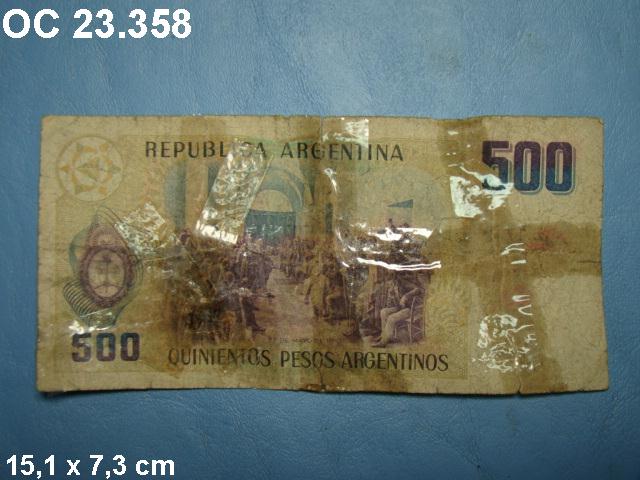 OC 23.358
REPUBLICA ARGENTINA
500
500
QUINIENTOS PESOS ARGENTINOS
15,1 x 7,3 cm